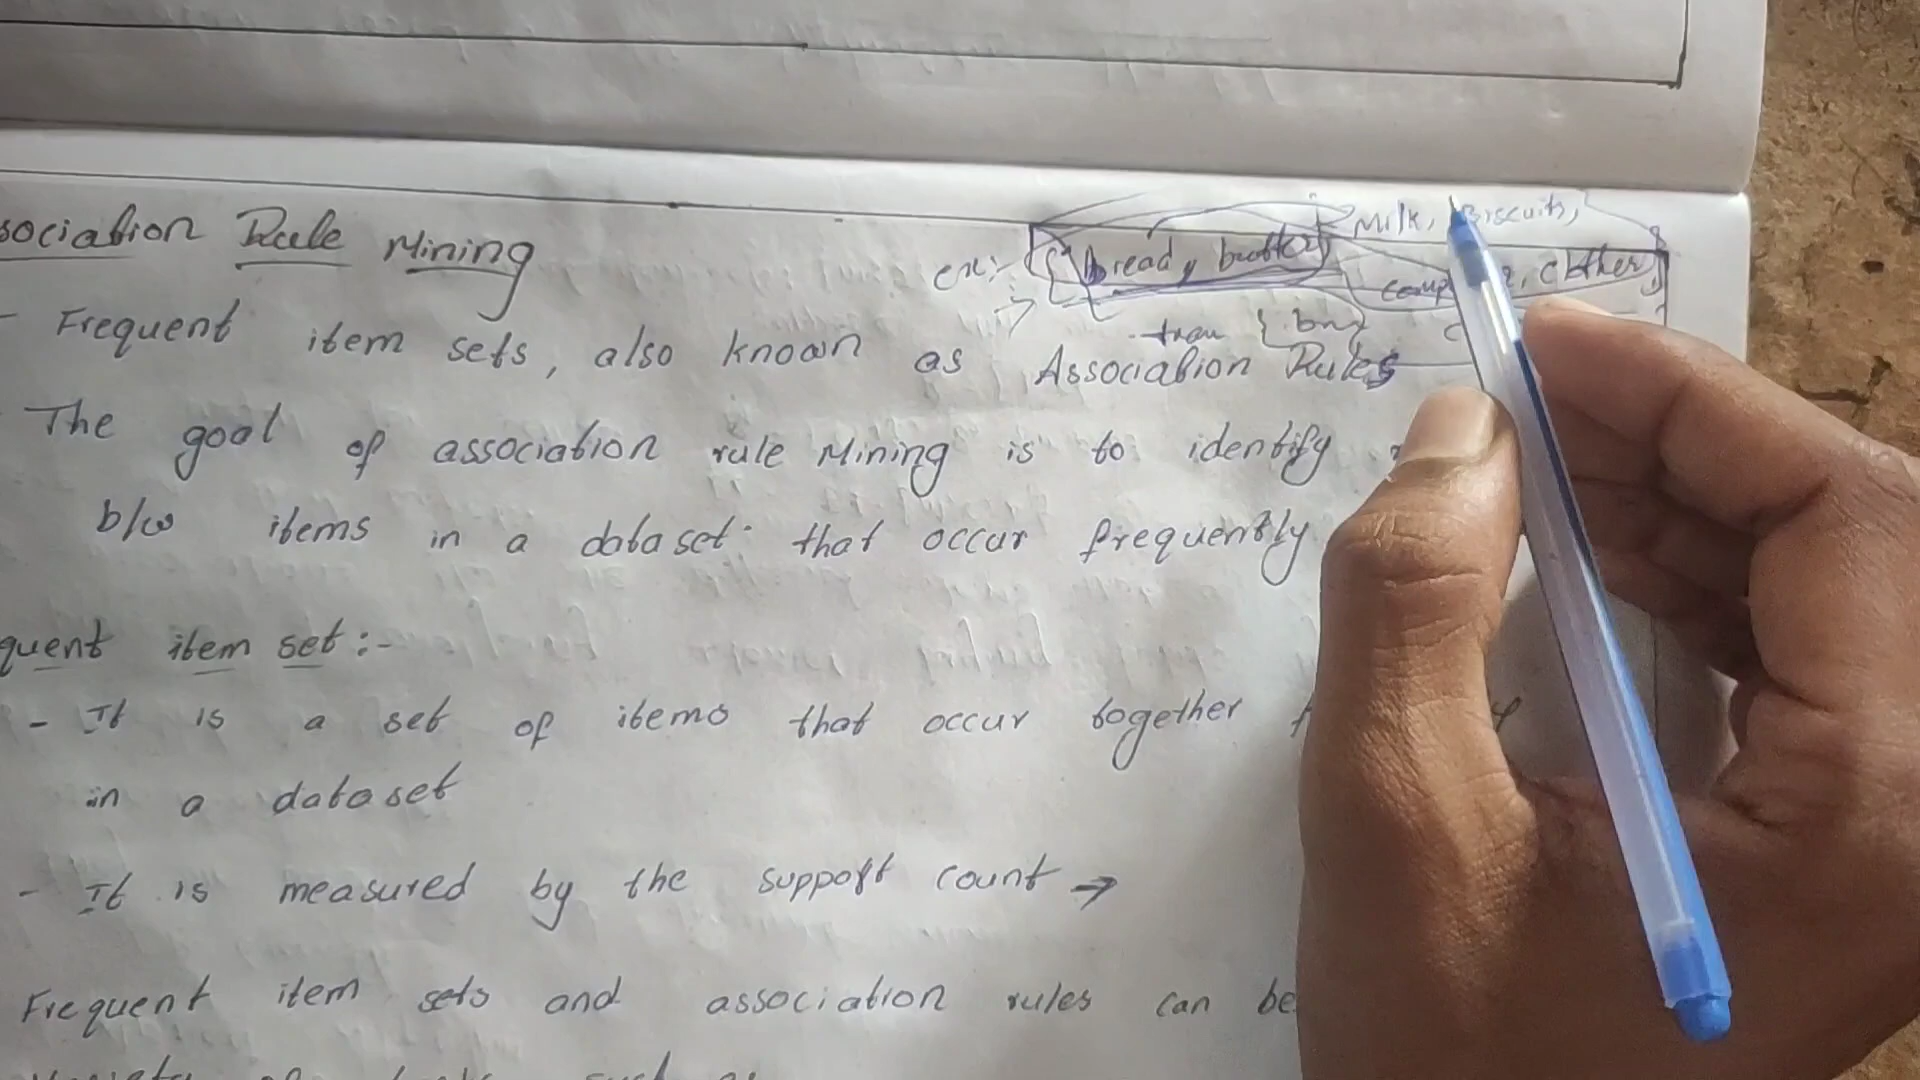 sociation Rule Mining
ex:- {bread, butter} Milk, Biscuits,
- Frequent item sets, also known as Association Rules
The goal of association rule Mining is to identify
b/w items in a dataset that occur frequently
quent item set :-
- It is a set of items that occur together
in a dataset
- It is measured by the support count →
Frequent item sets and association rules can be
such as